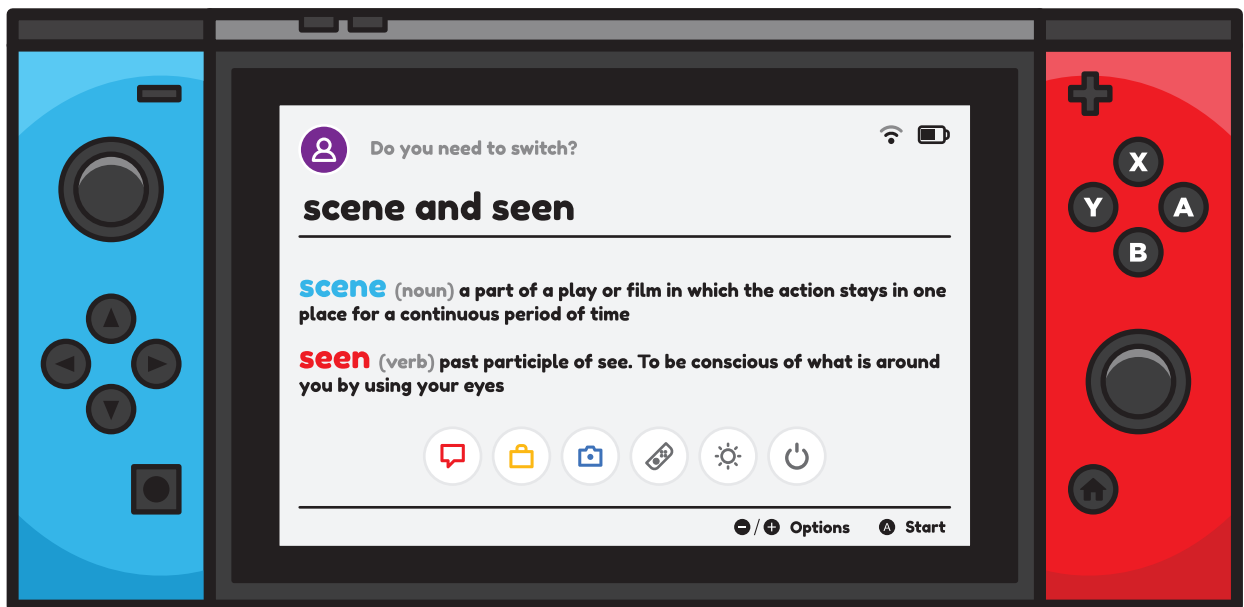 Do you need to switch?
scene and seen
scene (noun) a part of a play or film in which the action stays in one
place for a continuous period of time
seen (verb) past participle of see. To be conscious of what is around
you by using your eyes
X
Y A
B
−/+ Options A Start